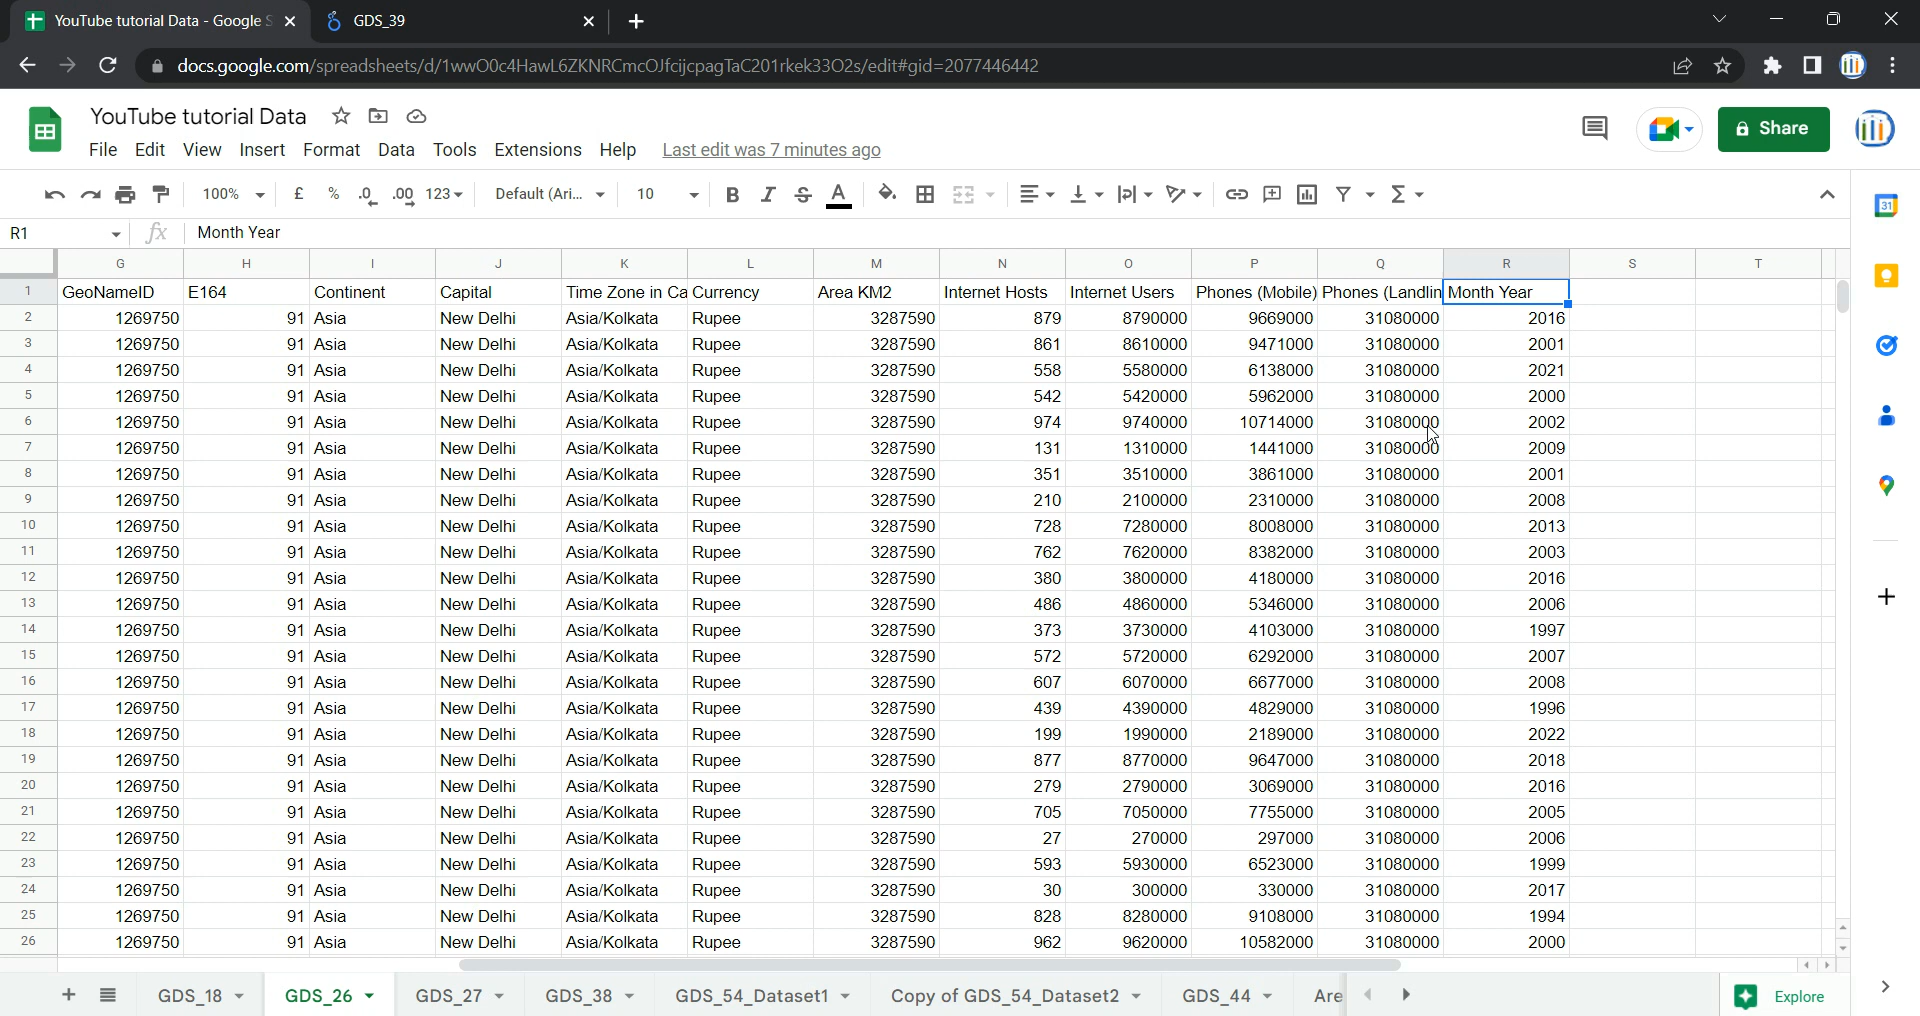 YouTube tutorial Data - Google S
GDS_39
docs.google.com/spreadsheets/d/1wwO0c4HawL6ZKNRCmcOJfcijcpagTaC201rkek33O2s/edit#gid=2077446442
YouTube tutorial Data
File Edit View Insert Format Data Tools Extensions Help Last edit was 7 minutes ago
Share
100% £ % .0 .00 123 Default (Ari... 10 B I S A Σ
31
R1 fx Month Year
G H I J K L M N O P Q R S T
1 GeoNameID E164 Continent Capital Time Zone in Ca Currency Area KM2 Internet Hosts Internet Users Phones (Mobile) Phones (Landlin Month Year
2 1269750 91 Asia New Delhi Asia/Kolkata Rupee 3287590 879 8790000 9669000 31080000 2016
3 1269750 91 Asia New Delhi Asia/Kolkata Rupee 3287590 861 8610000 9471000 31080000 2001
4 1269750 91 Asia New Delhi Asia/Kolkata Rupee 3287590 558 5580000 6138000 31080000 2021
5 1269750 91 Asia New Delhi Asia/Kolkata Rupee 3287590 542 5420000 5962000 31080000 2000
6 1269750 91 Asia New Delhi Asia/Kolkata Rupee 3287590 974 9740000 10714000 31080000 2002
7 1269750 91 Asia New Delhi Asia/Kolkata Rupee 3287590 131 1310000 1441000 31080000 2009
8 1269750 91 Asia New Delhi Asia/Kolkata Rupee 3287590 351 3510000 3861000 31080000 2001
9 1269750 91 Asia New Delhi Asia/Kolkata Rupee 3287590 210 2100000 2310000 31080000 2008
10 1269750 91 Asia New Delhi Asia/Kolkata Rupee 3287590 728 7280000 8008000 31080000 2013
11 1269750 91 Asia New Delhi Asia/Kolkata Rupee 3287590 762 7620000 8382000 31080000 2003
12 1269750 91 Asia New Delhi Asia/Kolkata Rupee 3287590 380 3800000 4180000 31080000 2016
13 1269750 91 Asia New Delhi Asia/Kolkata Rupee 3287590 486 4860000 5346000 31080000 2006
14 1269750 91 Asia New Delhi Asia/Kolkata Rupee 3287590 373 3730000 4103000 31080000 1997
15 1269750 91 Asia New Delhi Asia/Kolkata Rupee 3287590 572 5720000 6292000 31080000 2007
16 1269750 91 Asia New Delhi Asia/Kolkata Rupee 3287590 607 6070000 6677000 31080000 2008
17 1269750 91 Asia New Delhi Asia/Kolkata Rupee 3287590 439 4390000 4829000 31080000 1996
18 1269750 91 Asia New Delhi Asia/Kolkata Rupee 3287590 199 1990000 2189000 31080000 2022
19 1269750 91 Asia New Delhi Asia/Kolkata Rupee 3287590 877 8770000 9647000 31080000 2018
20 1269750 91 Asia New Delhi Asia/Kolkata Rupee 3287590 279 2790000 3069000 31080000 2016
21 1269750 91 Asia New Delhi Asia/Kolkata Rupee 3287590 705 7050000 7755000 31080000 2005
22 1269750 91 Asia New Delhi Asia/Kolkata Rupee 3287590 27 270000 297000 31080000 2006
23 1269750 91 Asia New Delhi Asia/Kolkata Rupee 3287590 593 5930000 6523000 31080000 1999
24 1269750 91 Asia New Delhi Asia/Kolkata Rupee 3287590 30 300000 330000 31080000 2017
25 1269750 91 Asia New Delhi Asia/Kolkata Rupee 3287590 828 8280000 9108000 31080000 1994
26 1269750 91 Asia New Delhi Asia/Kolkata Rupee 3287590 962 9620000 10582000 31080000 2000
GDS_18 GDS_26 GDS_27 GDS_38 GDS_54_Dataset1 Copy of GDS_54_Dataset2 GDS_44 Are Explore